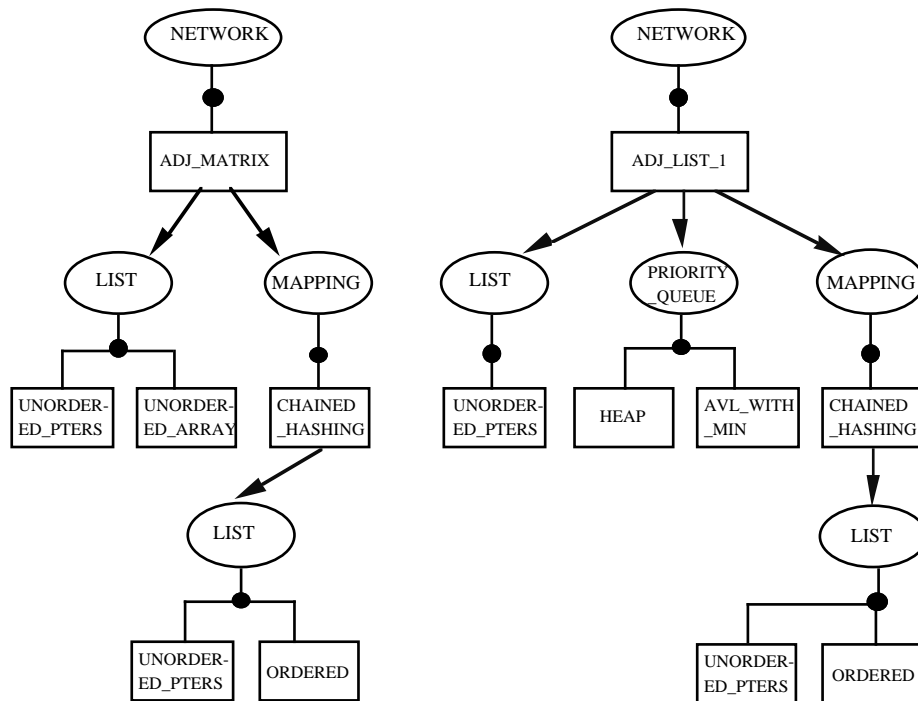 NETWORK
ADJ_MATRIX
LIST
MAPPING
UNORDER-
ED_PTERS
UNORDER-
ED_ARRAY
CHAINED
_HASHING
LIST
UNORDER-
ED_PTERS
ORDERED
NETWORK
ADJ_LIST_1
LIST
PRIORITY
_QUEUE
MAPPING
UNORDER-
ED_PTERS
HEAP
AVL_WITH
_MIN
CHAINED
_HASHING
LIST
UNORDER-
ED_PTERS
ORDERED